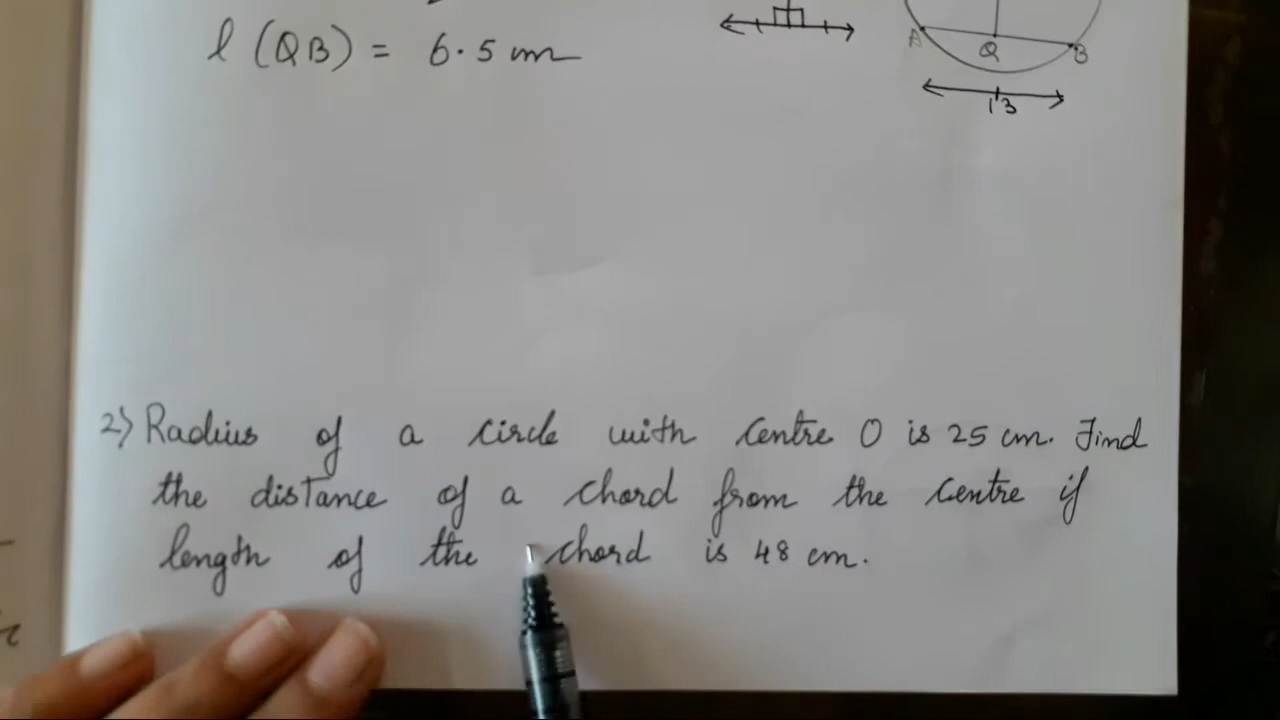 l (QB) = 6.5 cm
A
Q
B
13
2) Radius of a circle with centre O is 25 cm. Find
the distance of a chord from the centre if
length of the chord is 48 cm.